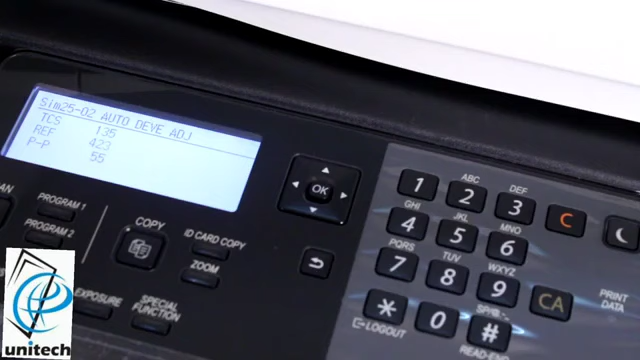 Sim25-02 AUTO DEVE ADJ
TCS 135
REF 423
P-P 55
PROGRAM 1
PROGRAM 2
COPY
ID CARD COPY
ZOOM
EXPOSURE
SPECIAL FUNCTION
OK
1
ABC 2
DEF 3
C
GHI 4
JKL 5
MNO 6
PQRS 7
TUV 8
WXYZ 9
CA
PRINT DATA
*
LOGOUT
0
#
unitech